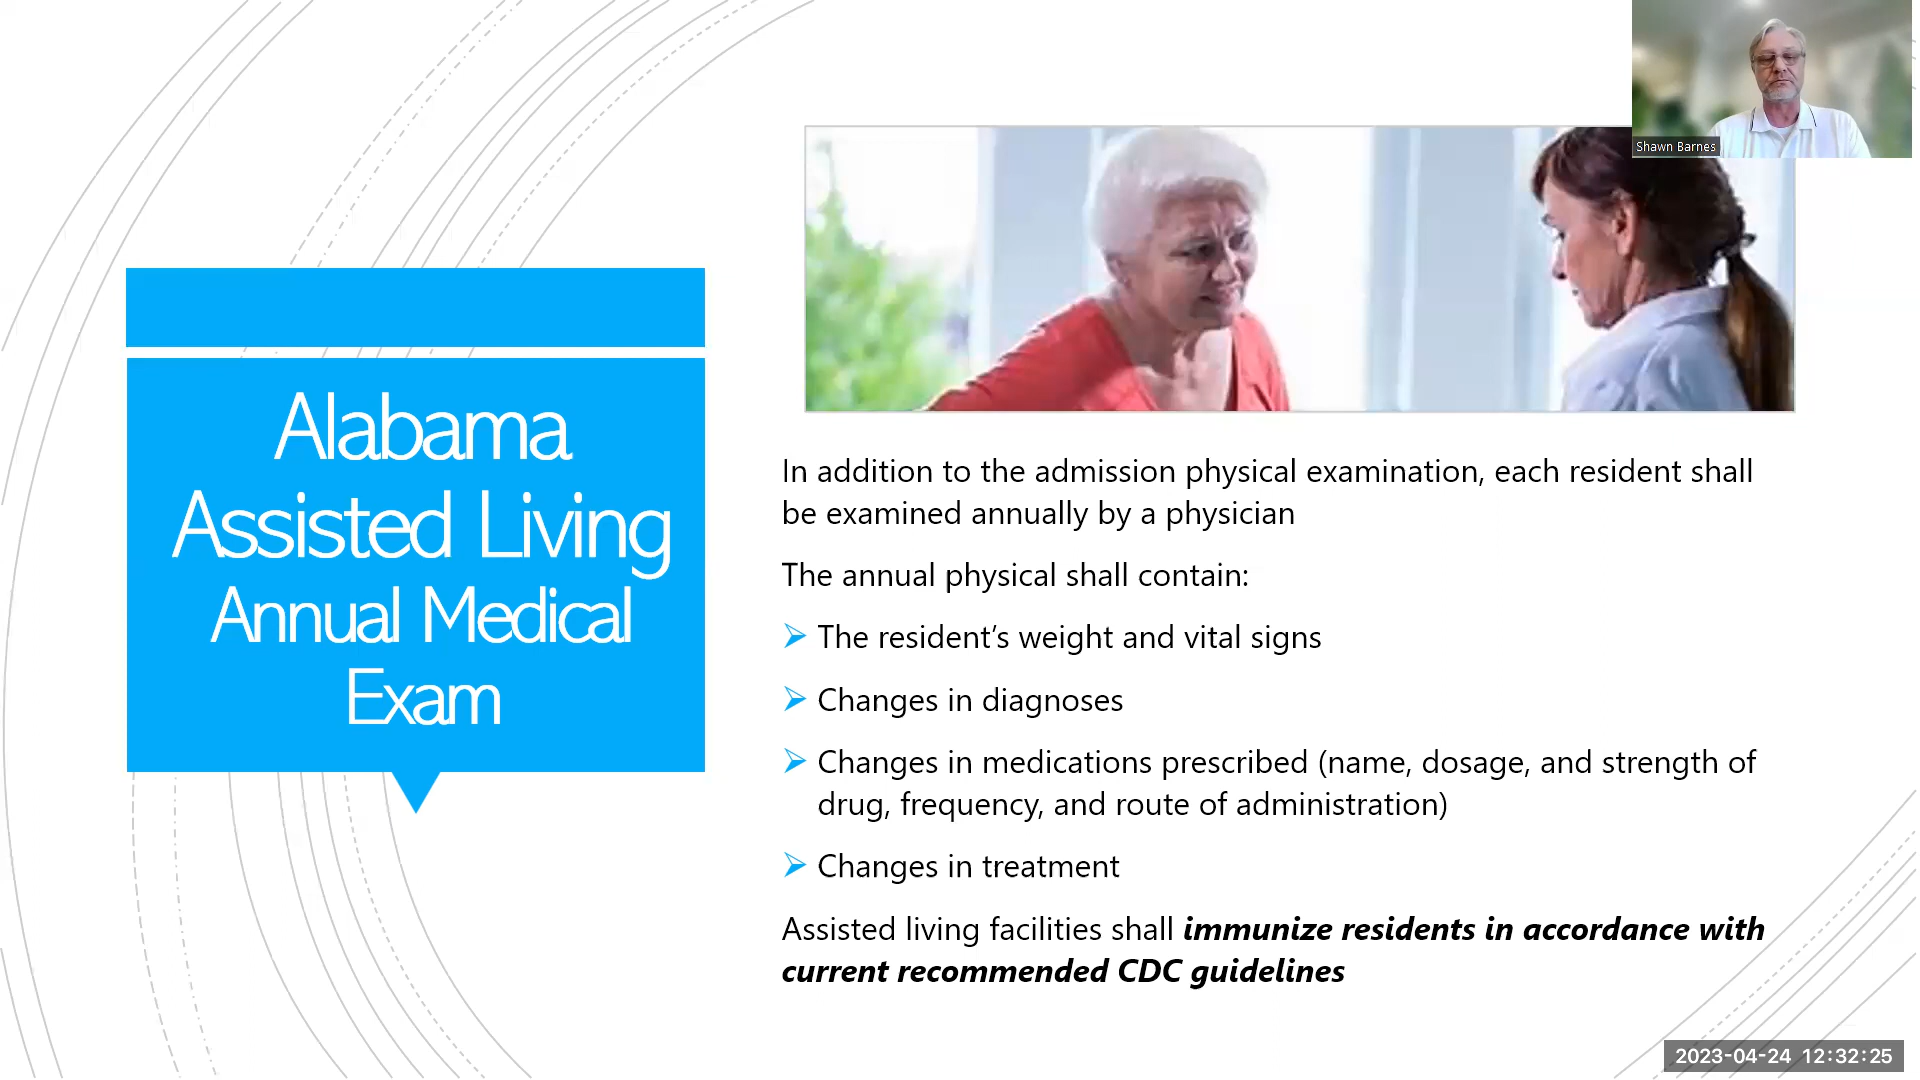 Shawn Barnes
Alabama
Assisted Living
Annual Medical
Exam
In addition to the admission physical examination, each resident shall
be examined annually by a physician
The annual physical shall contain:
The resident’s weight and vital signs
Changes in diagnoses
Changes in medications prescribed (name, dosage, and strength of
drug, frequency, and route of administration)
Changes in treatment
Assisted living facilities shall immunize residents in accordance with
current recommended CDC guidelines
2023-04-24 12:32:25